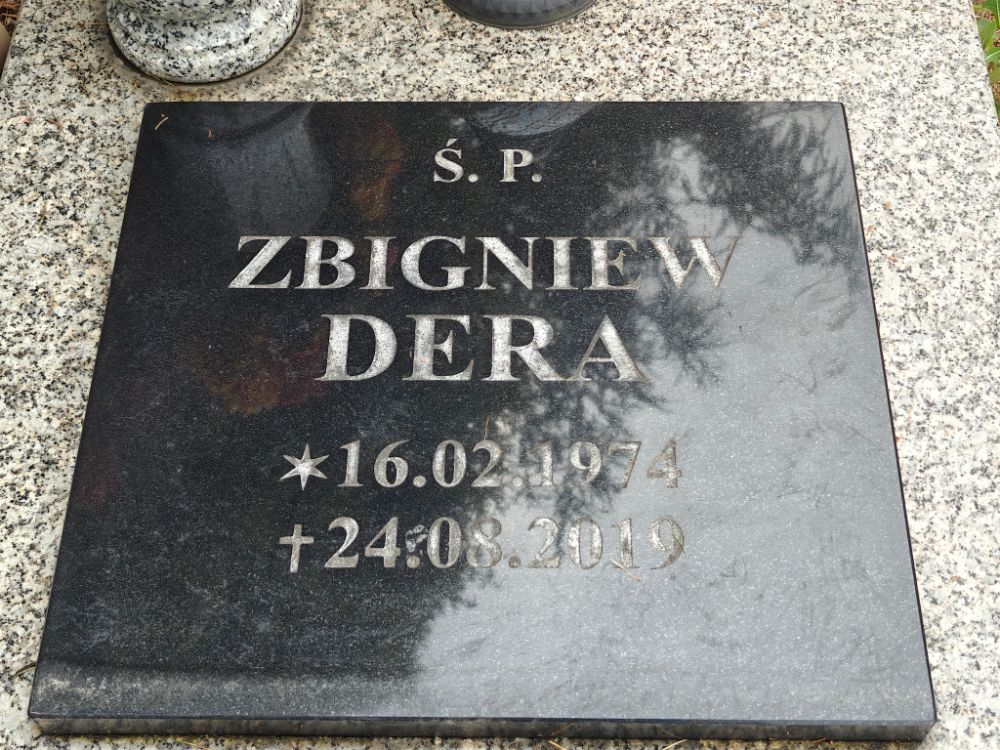 Ś. P.
ZBIGNIEW
DERA
*16.02.1974
✝24.08.2019